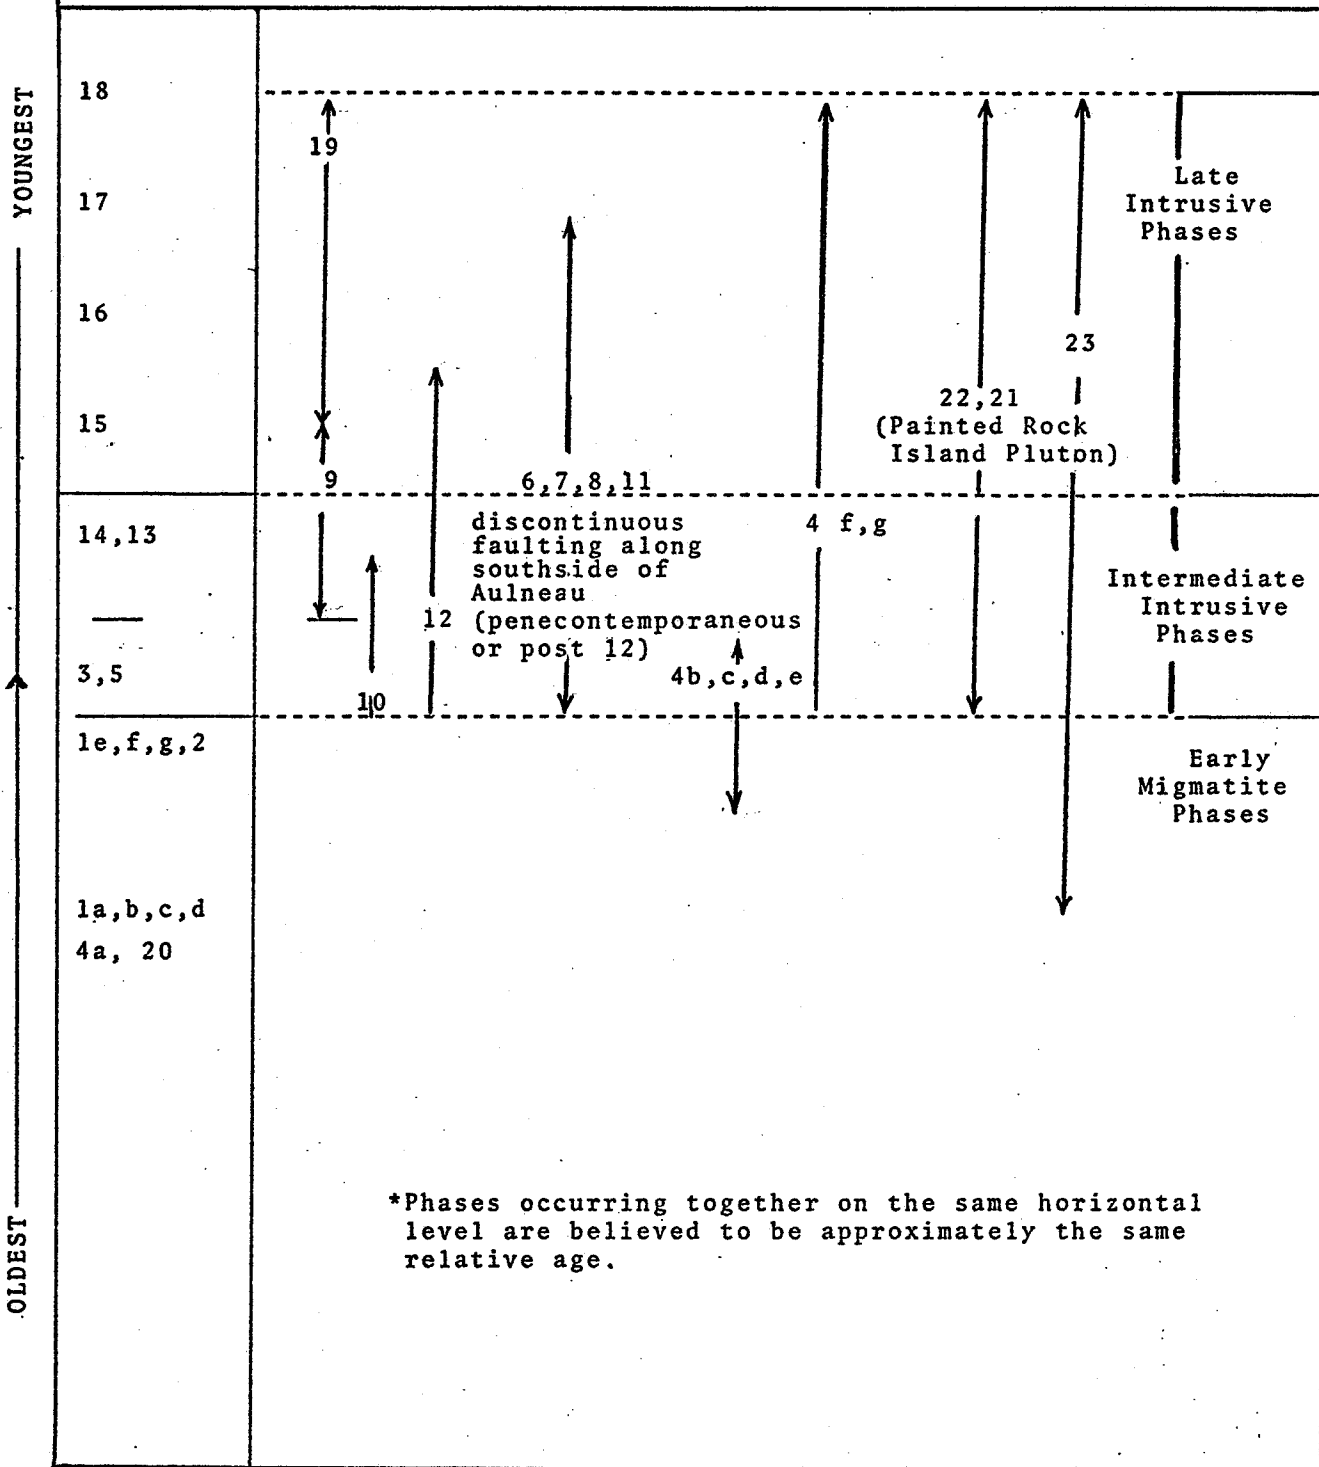 YOUNGEST
OLDEST
18
17
16
15
14,13
3,5
1e,f,g,2
1a,b,c,d
4a, 20
19
9
10
12
6,7,8,11
discontinuous
faulting along
southside of
Aulneau
(penecontemporaneous
or post 12)
4b,c,d,e
4 f,g
22,21
(Painted Rock
Island Pluton)
23
Late
Intrusive
Phases
Intermediate
Intrusive
Phases
Early
Migmatite
Phases
*Phases occurring together on the same horizontal
level are believed to be approximately the same
relative age.